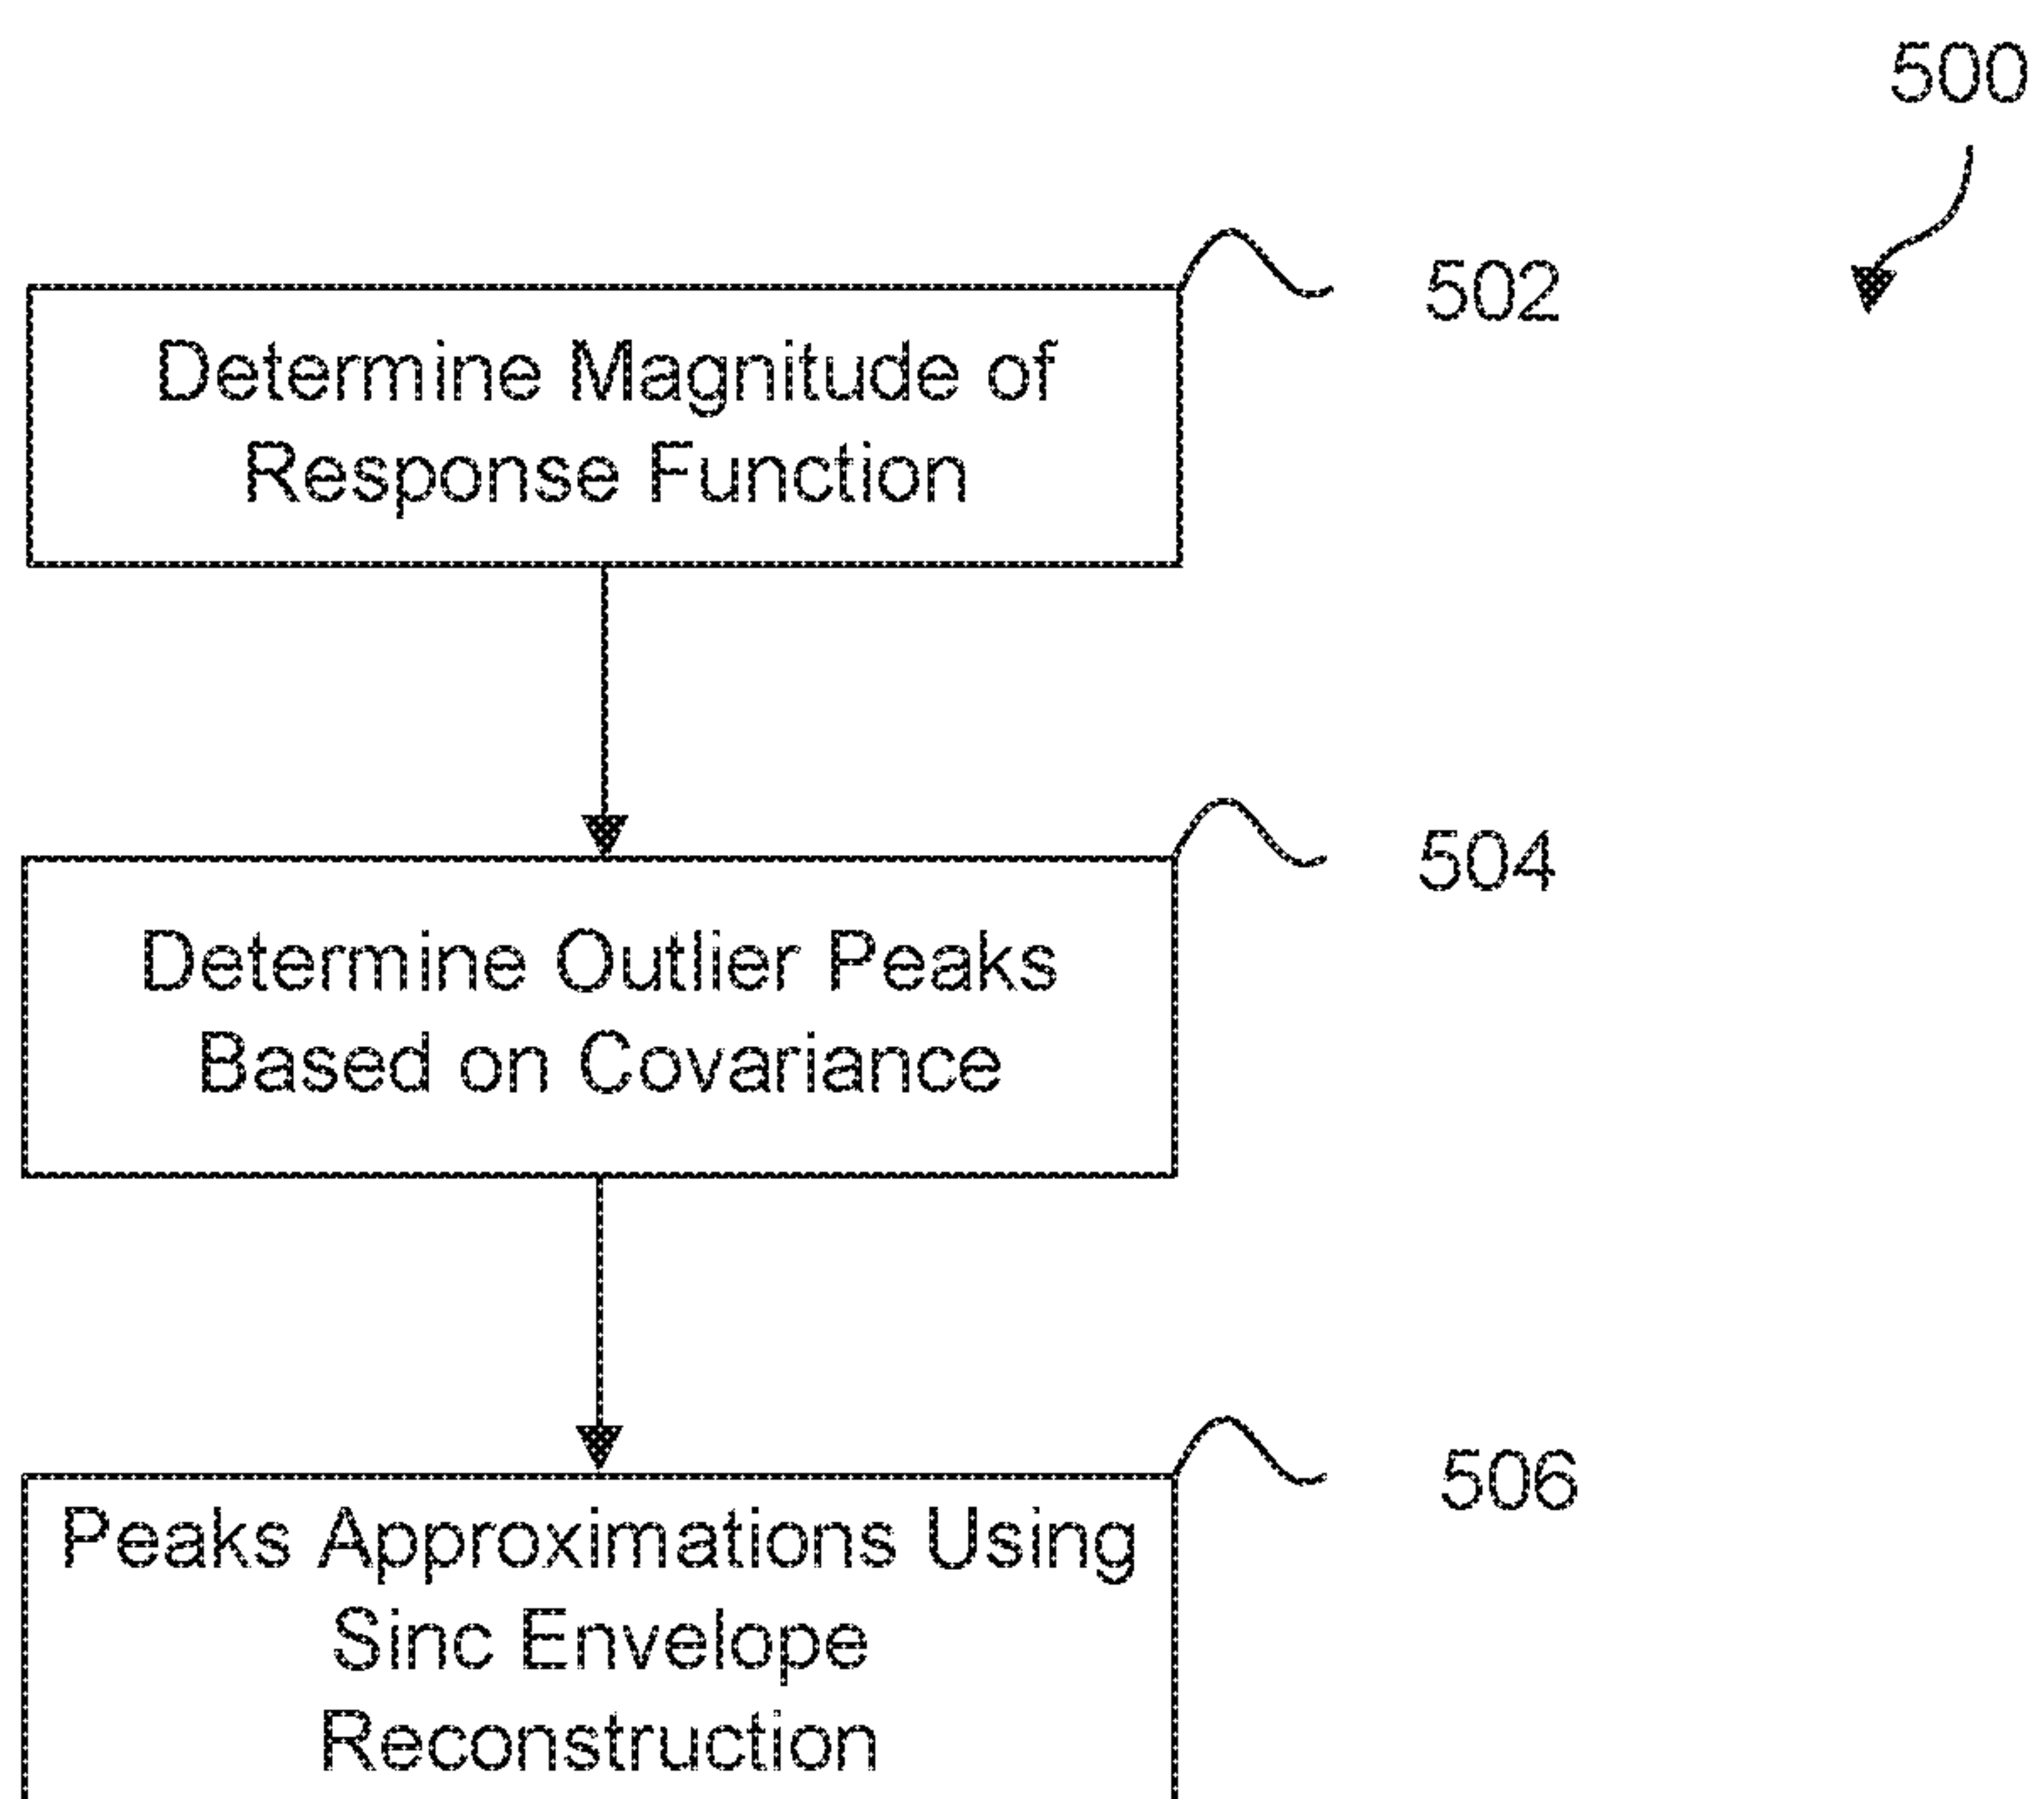 500
502
Determine Magnitude of
Response Function
504
Determine Outlier Peaks
Based on Covariance
506
Peaks Approximations Using
Sinc Envelope
Reconstruction